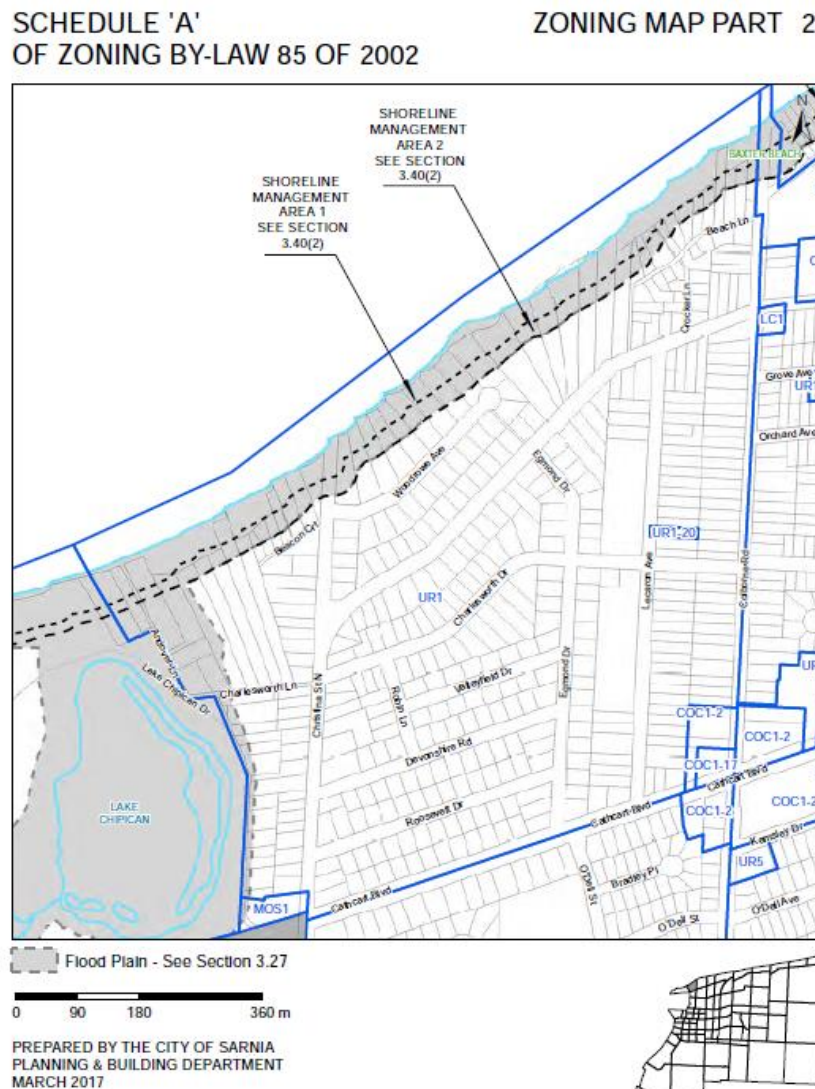 SCHEDULE 'A'
OF ZONING BY-LAW 85 OF 2002
ZONING MAP PART 2
N
SHORELINE
MANAGEMENT
AREA 2
SEE SECTION
3.40(2)
BAXTER BEACH
SHORELINE
MANAGEMENT
AREA 1
SEE SECTION
3.40(2)
Beach Ln
Crocker Ln
LC1
Grove Ave
Orchard Ave
Woodrowe Ave
Egmond Dr
Beacon Crt
UR1-20
UR1
Charlesworth Dr
Lecaron Ave
Colborne Rd
Andover Ln
Lake Chipican Dr
Charlesworth Ln
Christina St N
Robin Ln
Valleyfield Dr
Egmond Dr
Devonshire Rd
COC1-2
COC1-2
COC1-17
Cathcart Blvd
COC1-2
COC1-2
LAKE
CHIPICAN
Roosevelt Dr
Cathcart Blvd
Kemsley Dr
UR5
Bradley Pl
O'Dell St
O'Dell Ave
MOS1
Cathcart Blvd
O'Dell St
Flood Plain - See Section 3.27
0 90 180 360 m
PREPARED BY THE CITY OF SARNIA
PLANNING & BUILDING DEPARTMENT
MARCH 2017